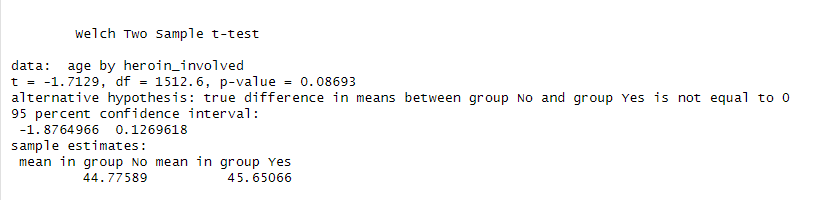 Welch Two Sample t-test
data:  age by heroin_involved
t = -1.7129, df = 1512.6, p-value = 0.08693
alternative hypothesis: true difference in means between group No and group Yes is not equal to 0
95 percent confidence interval:
 -1.8764966  0.1269618
sample estimates:
 mean in group No mean in group Yes
         44.77589          45.65066